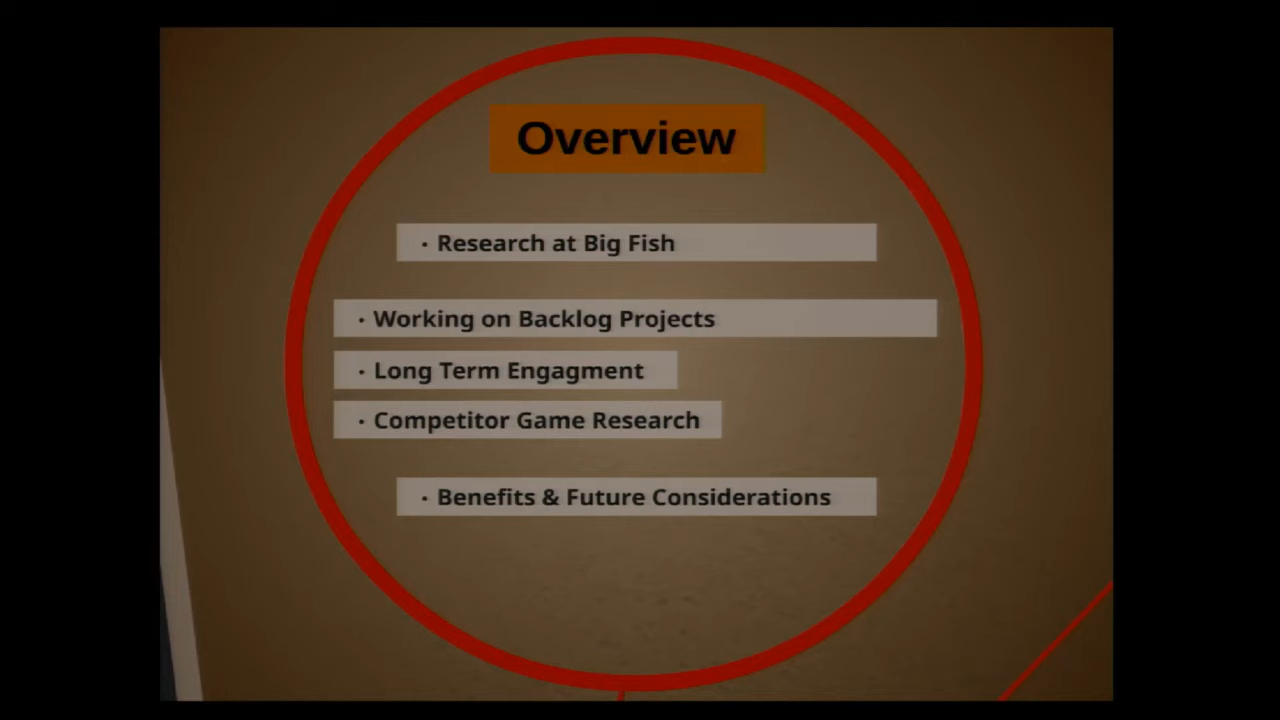 Overview
· Research at Big Fish
· Working on Backlog Projects
· Long Term Engagment
· Competitor Game Research
· Benefits & Future Considerations